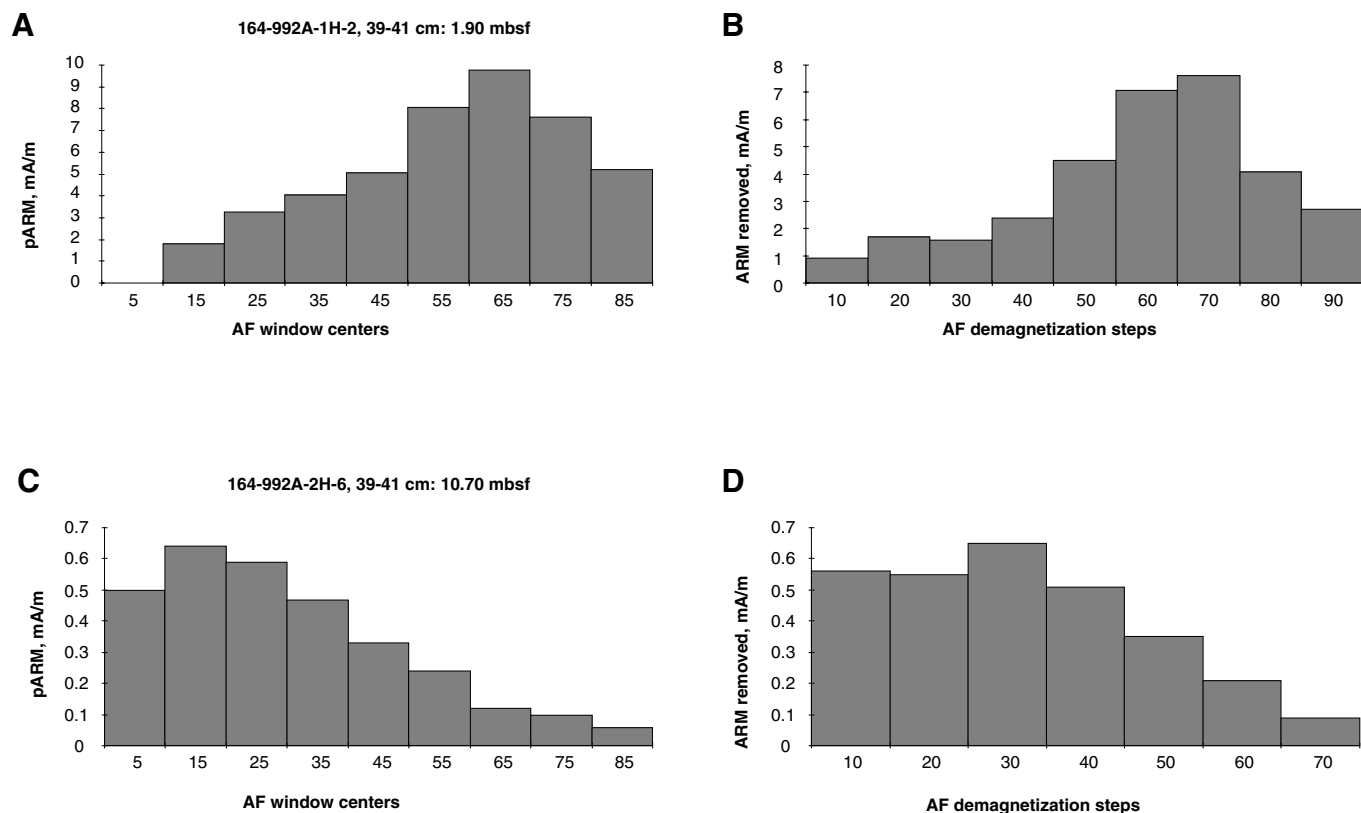 A
164-992A-1H-2, 39-41 cm: 1.90 mbsf
pARM, mA/m
10
9
8
7
6
5
4
3
2
1
0
5 15 25 35 45 55 65 75 85
AF window centers
B
ARM removed, mA/m
8
7
6
5
4
3
2
1
0
10 20 30 40 50 60 70 80 90
AF demagnetization steps
C
164-992A-2H-6, 39-41 cm: 10.70 mbsf
pARM, mA/m
0.7
0.6
0.5
0.4
0.3
0.2
0.1
0
5 15 25 35 45 55 65 75 85
AF window centers
D
ARM removed, mA/m
0.7
0.6
0.5
0.4
0.3
0.2
0.1
0
10 20 30 40 50 60 70
AF demagnetization steps